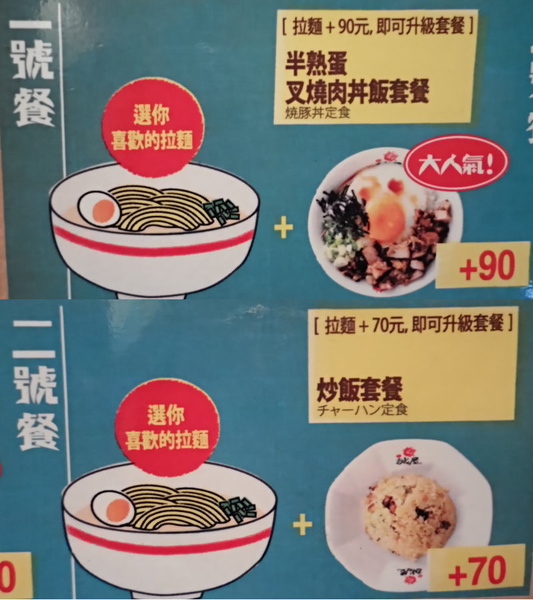 一號餐
[ 拉麵 + 90元, 即可升級套餐 ]
半熟蛋
叉燒肉丼飯套餐
焼豚丼定食
選你
喜歡的拉麵
大人氣!
+
+90
二號餐
[ 拉麵 + 70元, 即可升級套餐 ]
炒飯套餐
チャーハン定食
選你
喜歡的拉麵
+
+70
0